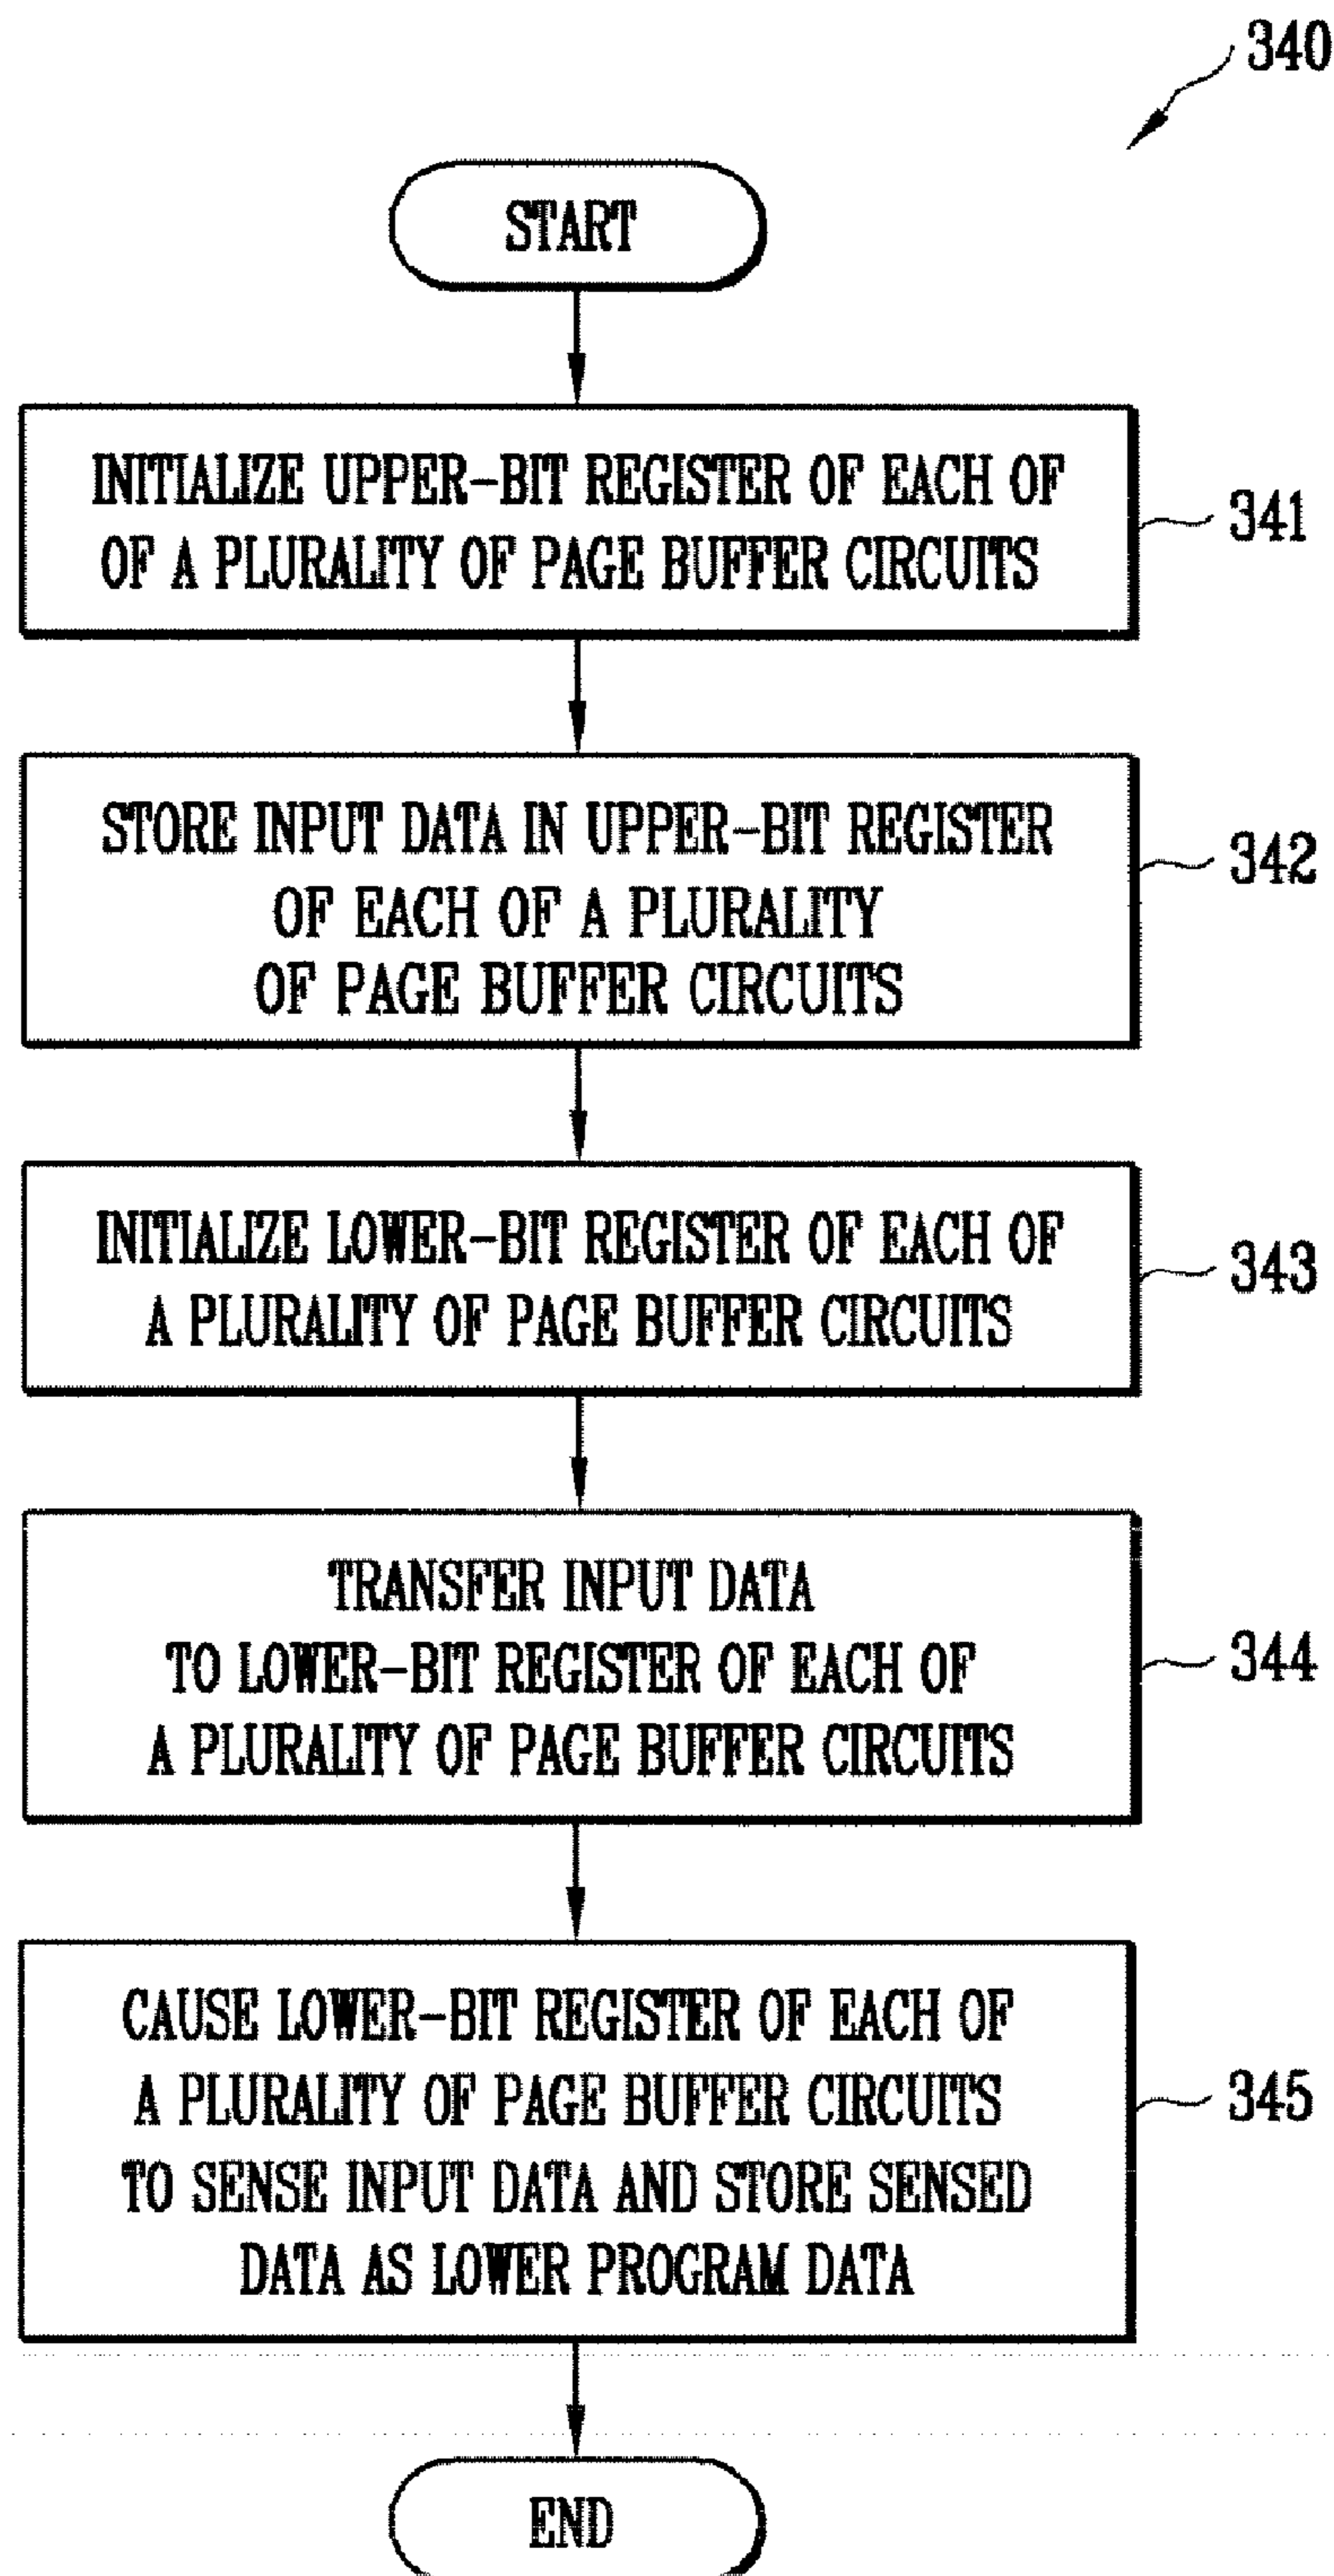 340
START
INITIALIZE UPPER-BIT REGISTER OF EACH OF
OF A PLURALITY OF PAGE BUFFER CIRCUITS
341
STORE INPUT DATA IN UPPER-BIT REGISTER
OF EACH OF A PLURALITY
OF PAGE BUFFER CIRCUITS
342
INITIALIZE LOWER-BIT REGISTER OF EACH OF
A PLURALITY OF PAGE BUFFER CIRCUITS
343
TRANSFER INPUT DATA
TO LOWER-BIT REGISTER OF EACH OF
A PLURALITY OF PAGE BUFFER CIRCUITS
344
CAUSE LOWER-BIT REGISTER OF EACH OF
A PLURALITY OF PAGE BUFFER CIRCUITS
TO SENSE INPUT DATA AND STORE SENSED
DATA AS LOWER PROGRAM DATA
345
END